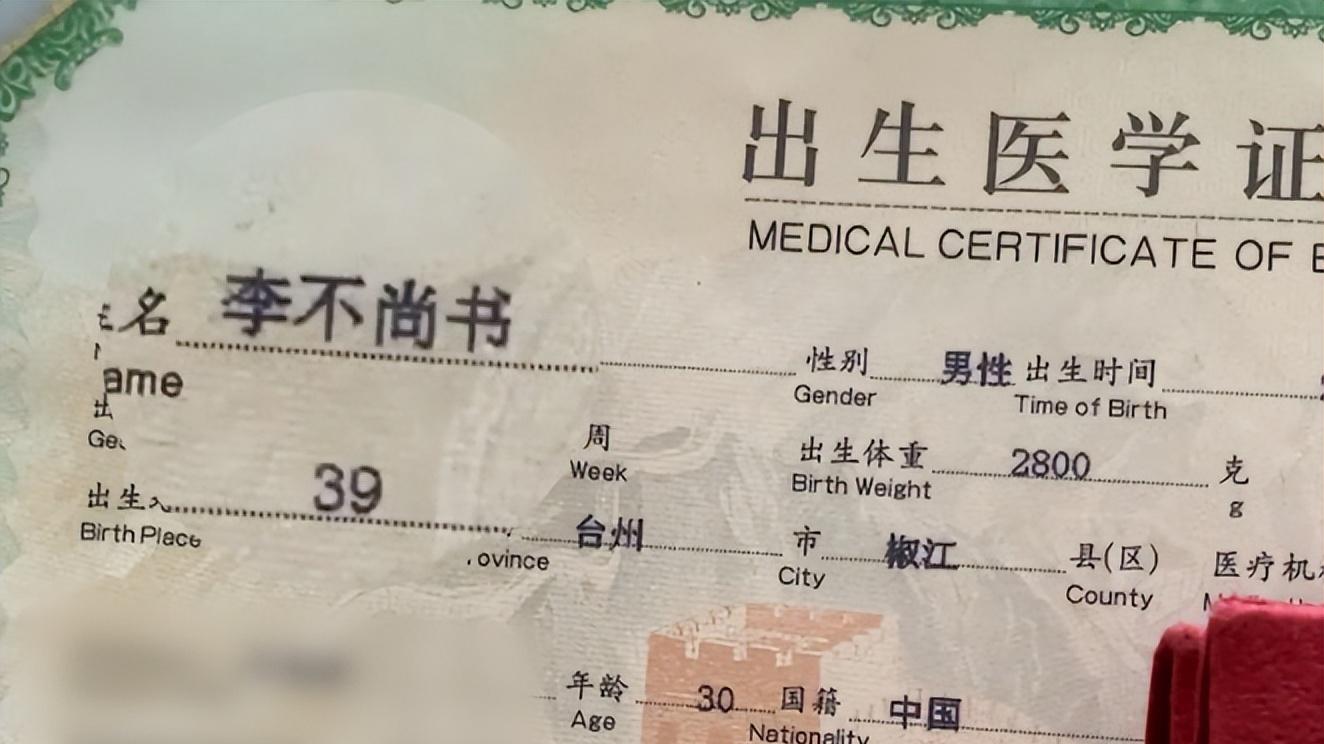 出生医学证
MEDICAL CERTIFICATE OF
名 李不尚书 性别 男性 出生时间
ame Gender Time of Birth
周 出生体重 2800 克
Week Birth Weight g
39
出生 台州 市 椒江 县(区) 医疗机
Birth Place ovince City County
年龄 30 国籍 中国
Age Nationality